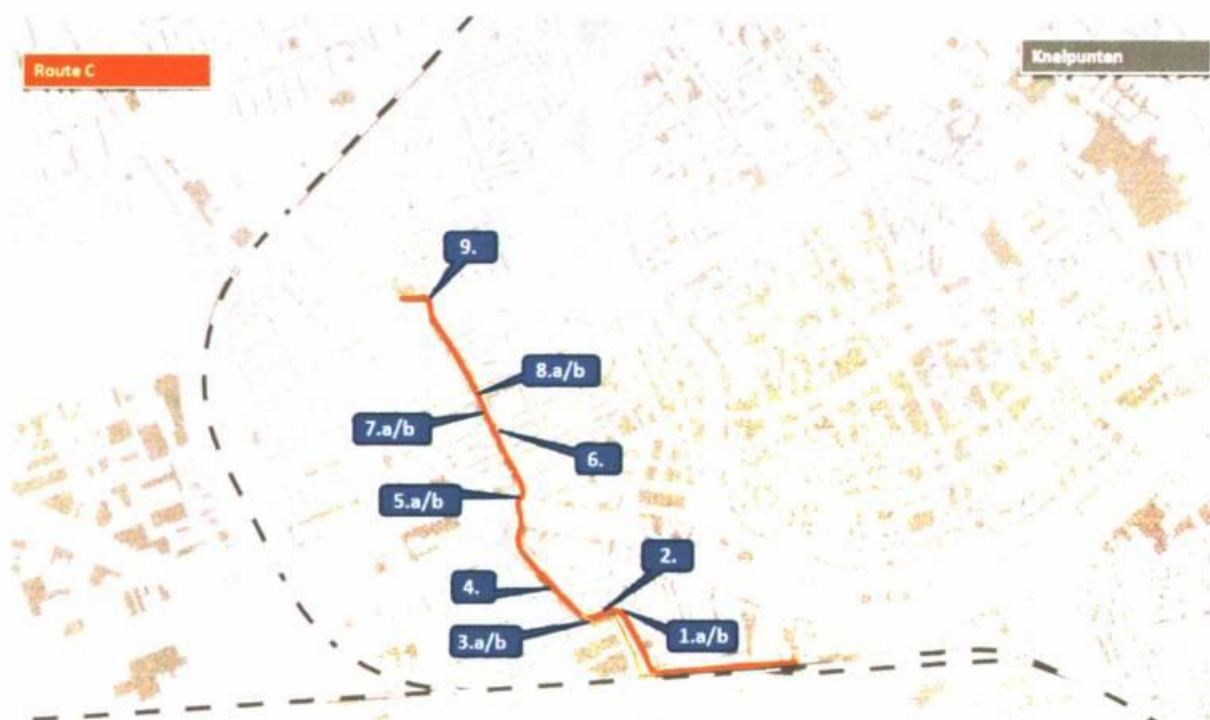 Route C
Knelpunten
9.
8.a/b
7.a/b
6.
5.a/b
2.
4.
3.a/b
1.a/b